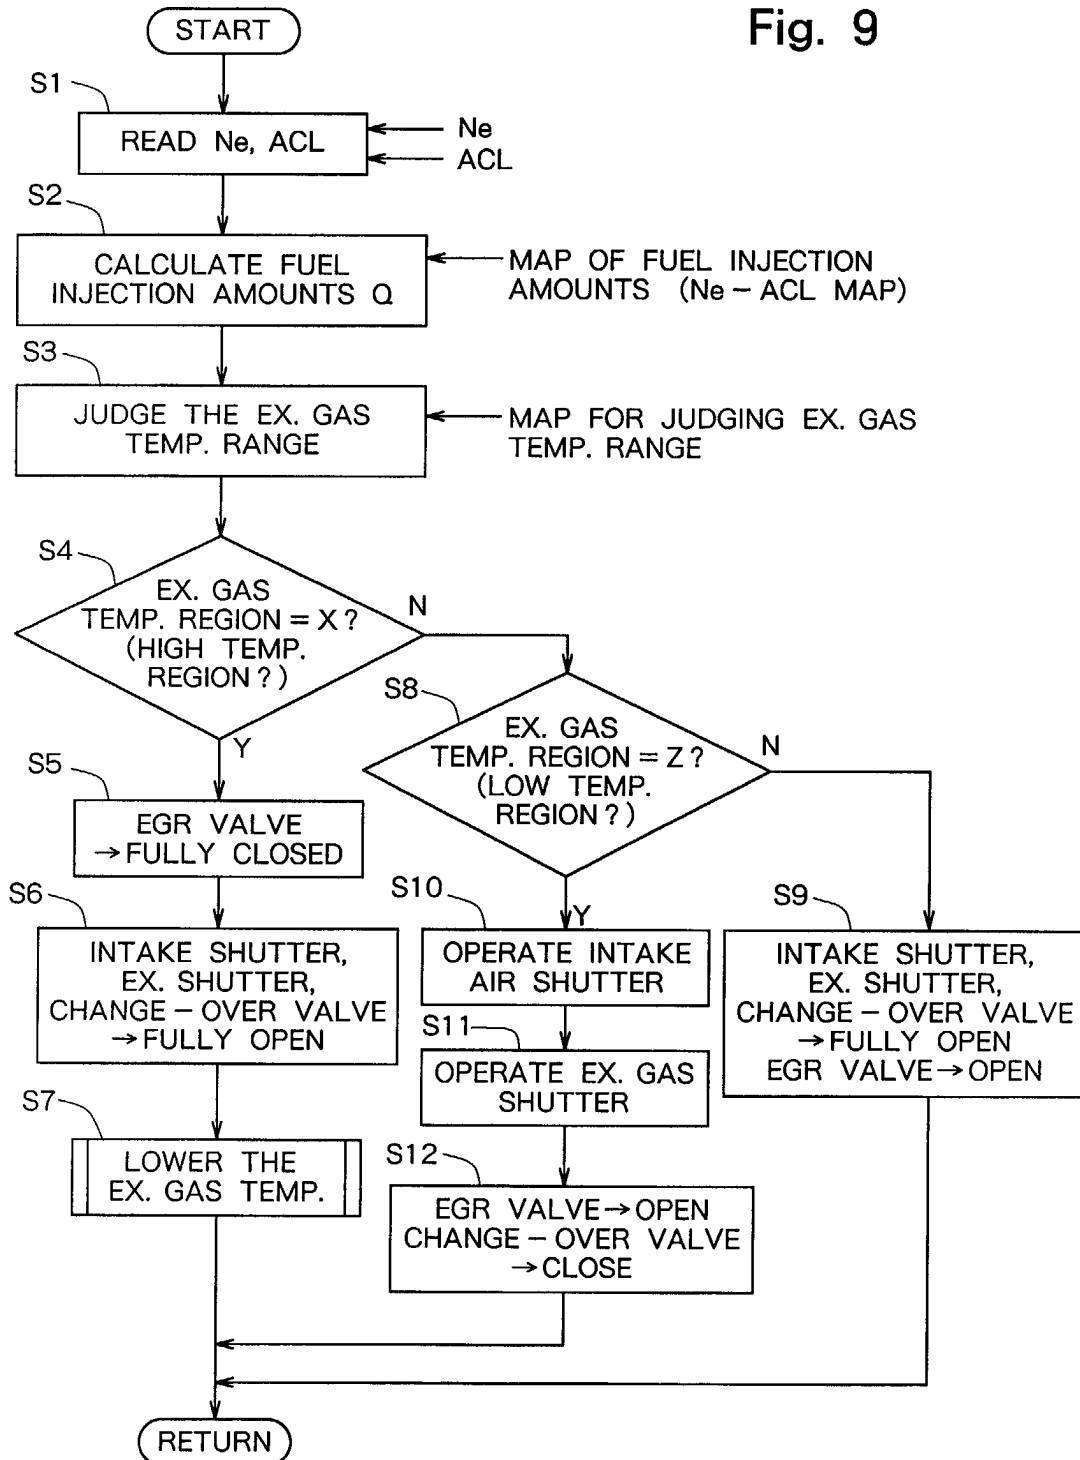 Fig. 9
START
S1
READ Ne, ACL
Ne
ACL
S2
CALCULATE FUEL
INJECTION AMOUNTS Q
MAP OF FUEL INJECTION
AMOUNTS (Ne – ACL MAP)
S3
JUDGE THE EX. GAS
TEMP. RANGE
MAP FOR JUDGING EX. GAS
TEMP. RANGE
S4
EX. GAS
TEMP. REGION = X ?
(HIGH TEMP.
REGION ?)
N
Y
S8
EX. GAS
TEMP. REGION = Z ?
(LOW TEMP.
REGION ?)
N
Y
S5
EGR VALVE
→ FULLY CLOSED
S6
INTAKE SHUTTER,
EX. SHUTTER,
CHANGE – OVER VALVE
→ FULLY OPEN
S7
LOWER THE
EX. GAS TEMP.
S10
OPERATE INTAKE
AIR SHUTTER
S11
OPERATE EX. GAS
SHUTTER
S12
EGR VALVE → OPEN
CHANGE – OVER VALVE
→ CLOSE
S9
INTAKE SHUTTER,
EX. SHUTTER,
CHANGE – OVER VALVE
→ FULLY OPEN
EGR VALVE → OPEN
RETURN